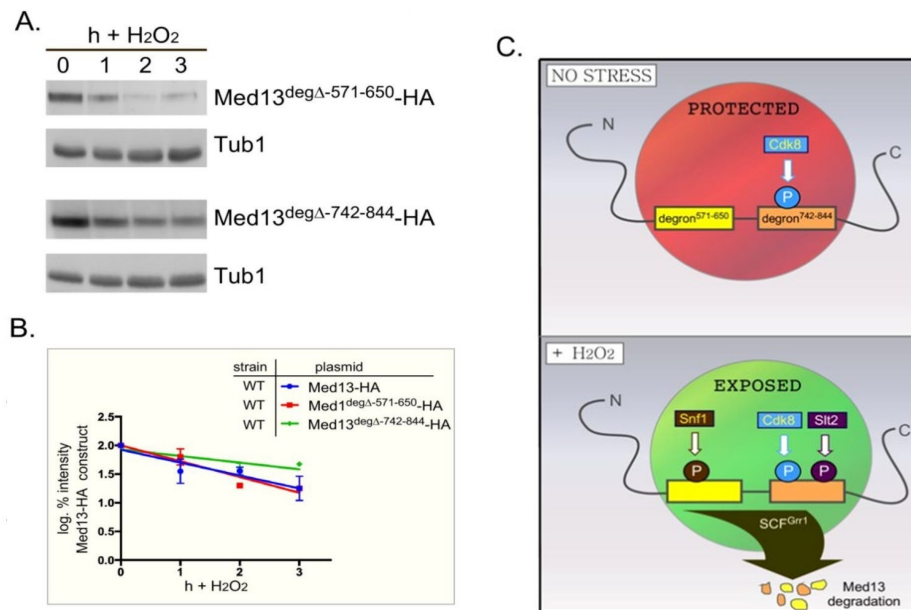 A.
h + H2O2
0 1 2 3
Med13degΔ-571-650-HA
Tub1
Med13degΔ-742-844-HA
Tub1
B.
strain plasmid
WT Med13-HA
WT Med1degΔ-571-650-HA
WT Med13degΔ-742-844-HA
log. % intensity
Med13-HA construct
2.5
2.0
1.5
1.0
0.5
0.0
0 1 2 3
h + H2O2
C.
NO STRESS
PROTECTED
N
C
Cdk8
P
degron571-650
degron742-844
+ H2O2
EXPOSED
N
C
Snf1
Cdk8
Slt2
P
P
P
SCFGrr1
Med13
degradation